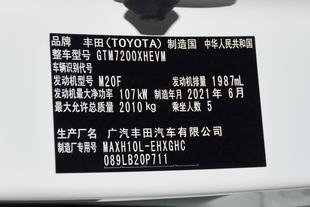 品牌 丰田(TOYOTA) 制造国 中华人民共和国
整车型号 GTM7200XHEVM
车辆识别代号
发动机型号 M20F 发动机排量 1987mL
发动机最大净功率 107kW 制造年月 2021年6月
最大允许总质量 2010kg 乘坐人数 5
生产厂名 广汽丰田汽车有限公司
制造厂专用号 MAXH10L-EHXGHC
089LB20P711